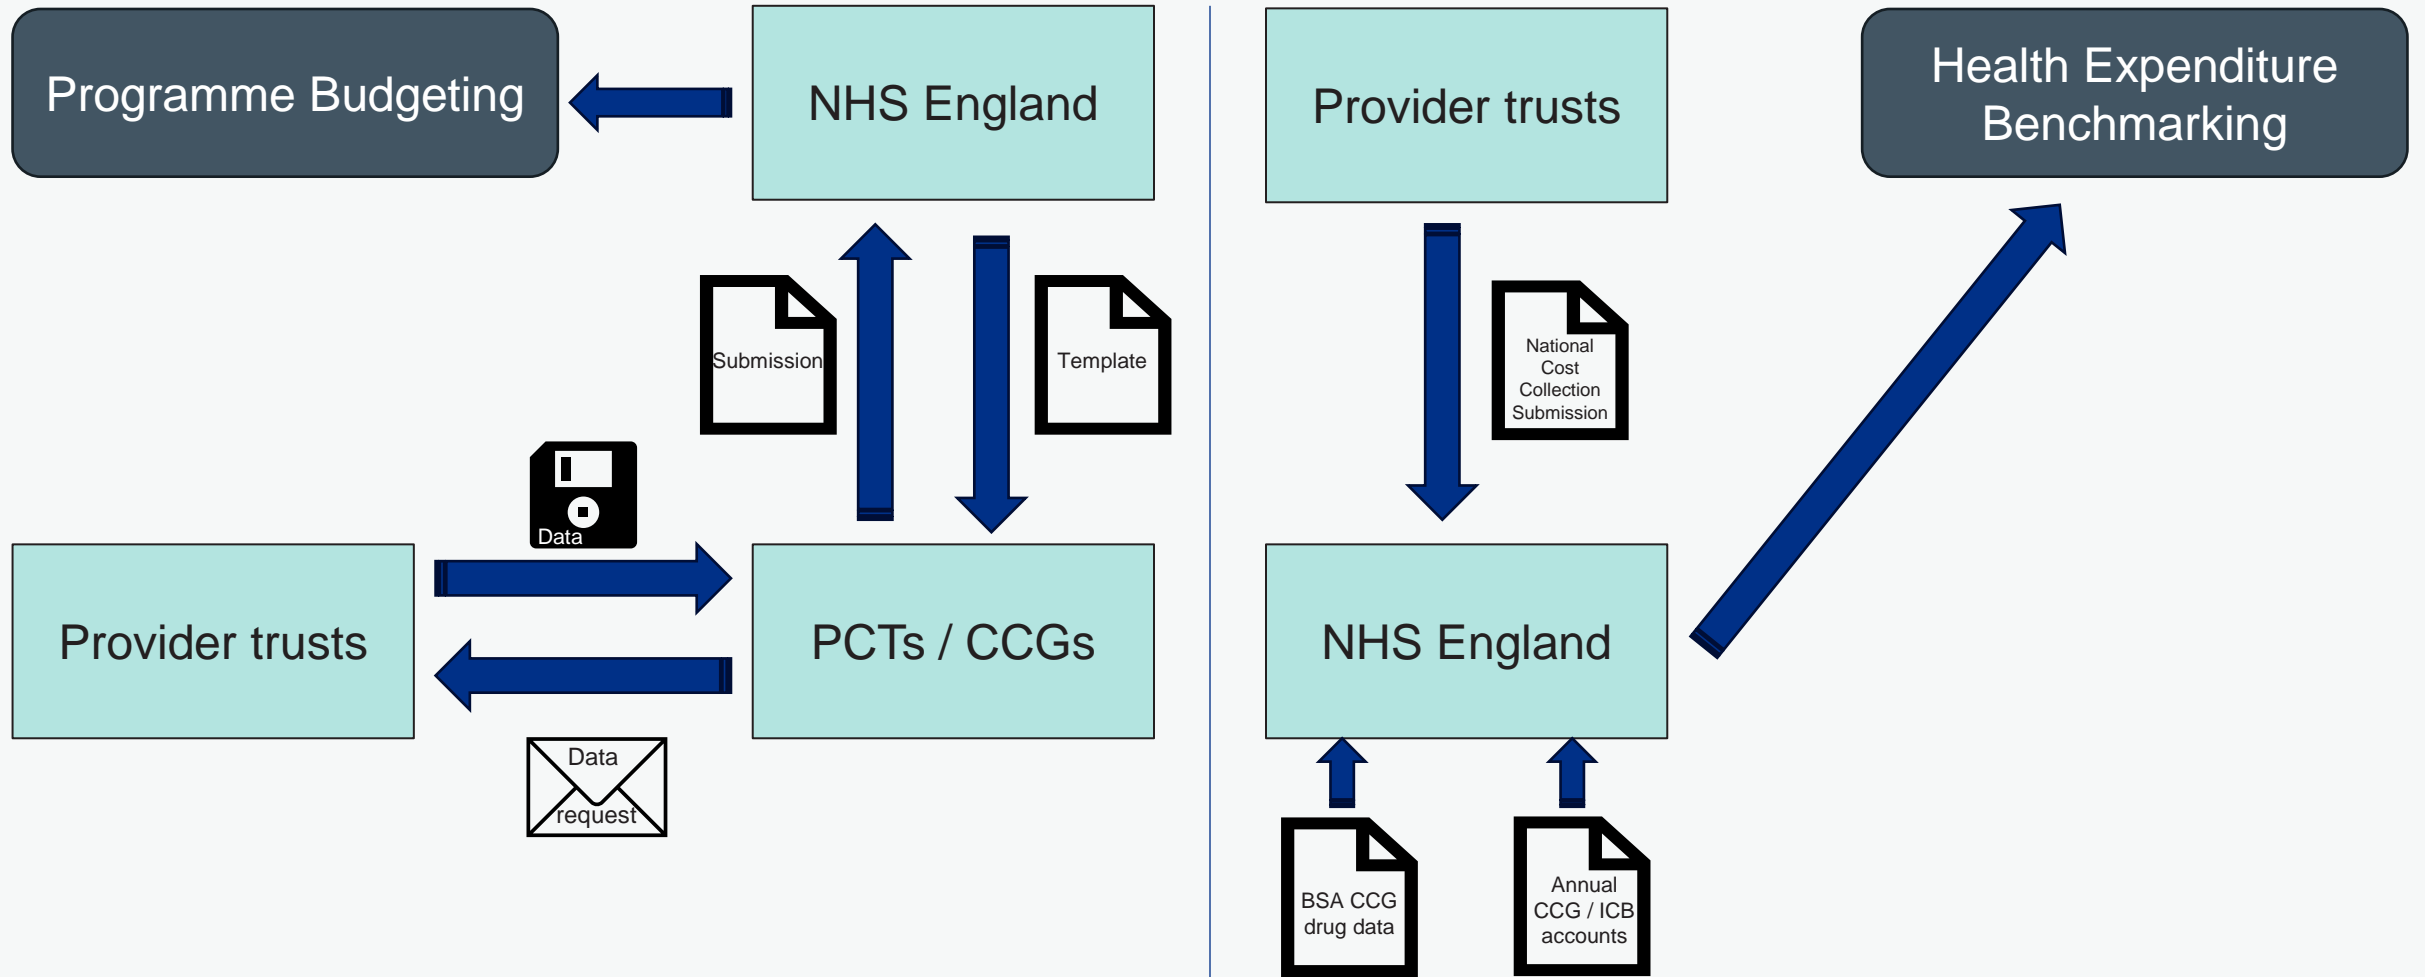 Programme Budgeting
NHS England
Submission
Template
Data
Provider trusts
PCTs / CCGs
Data
request
Provider trusts
Health Expenditure
Benchmarking
National
Cost
Collection
Submission
NHS England
BSA CCG
drug data
Annual
CCG / ICB
accounts